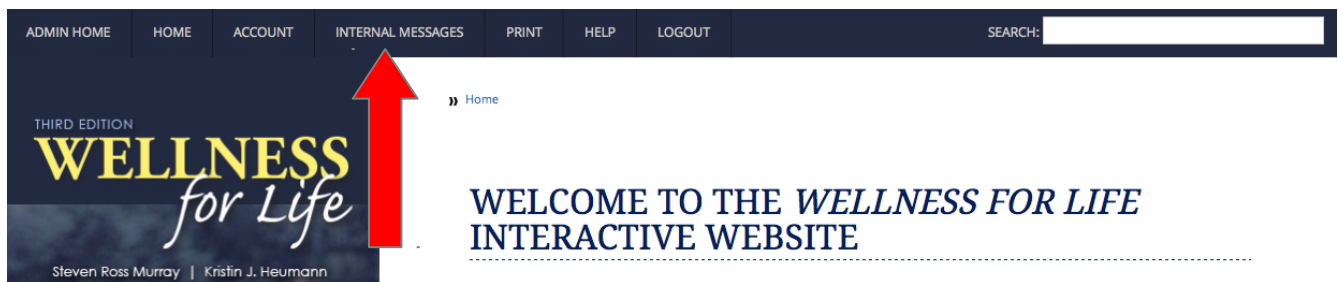 ADMIN HOME HOME ACCOUNT INTERNAL MESSAGES PRINT HELP LOGOUT SEARCH:
» Home
THIRD EDITION
WELLNESS
for Life
Steven Ross Murray | Kristin J. Heumann
WELCOME TO THE WELLNESS FOR LIFE
INTERACTIVE WEBSITE